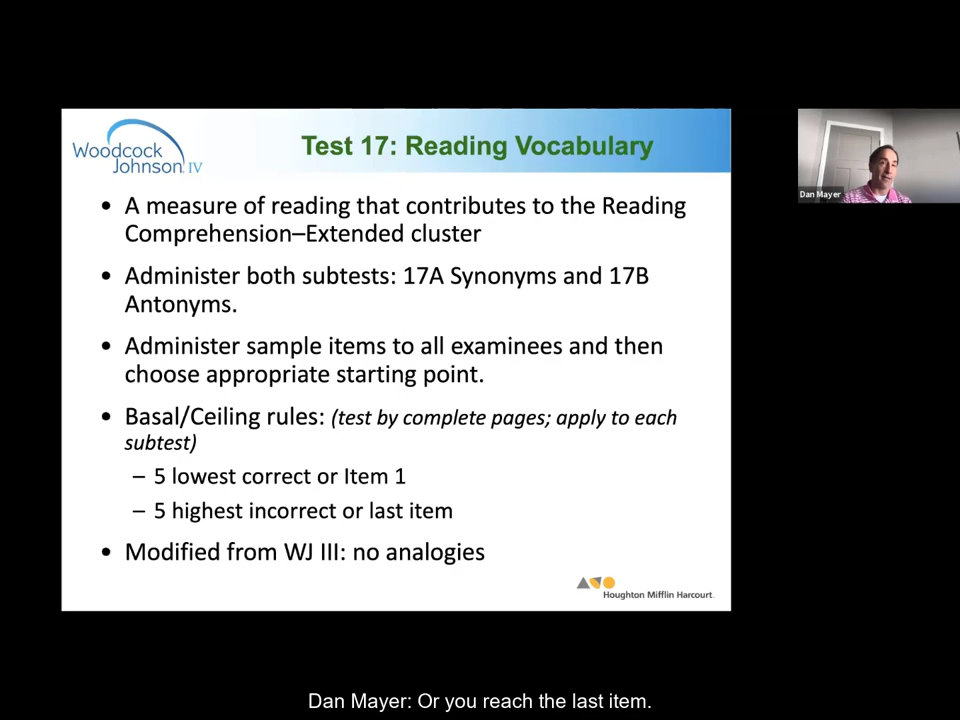 Woodcock
Johnson IV
Test 17: Reading Vocabulary
• A measure of reading that contributes to the Reading
Comprehension–Extended cluster
• Administer both subtests: 17A Synonyms and 17B
Antonyms.
• Administer sample items to all examinees and then
choose appropriate starting point.
• Basal/Ceiling rules: (test by complete pages; apply to each
subtest)
– 5 lowest correct or Item 1
– 5 highest incorrect or last item
• Modified from WJ III: no analogies
Houghton Mifflin Harcourt.
Dan Mayer
Dan Mayer: Or you reach the last item.